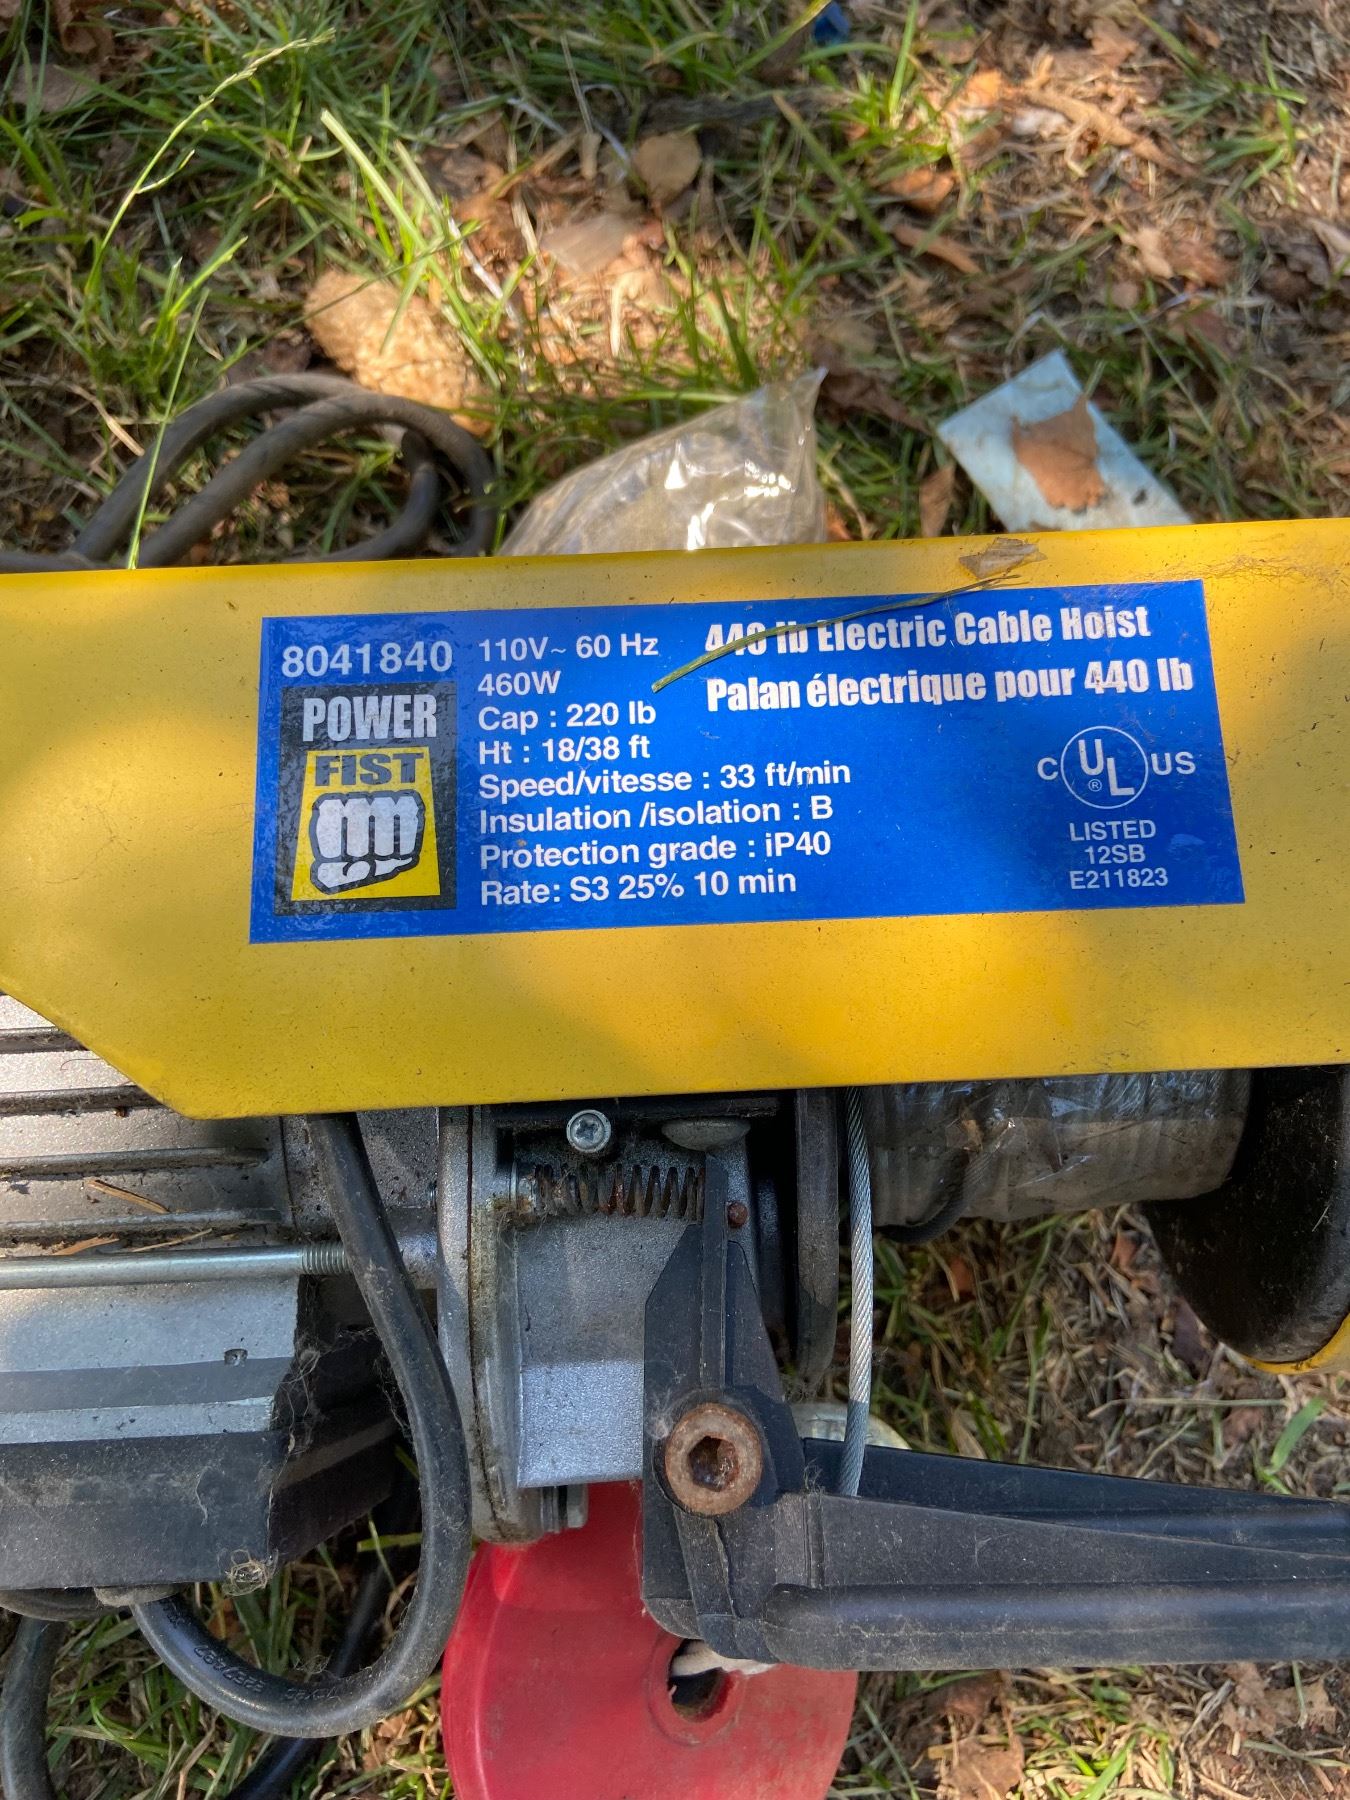 8041840
POWER
FIST
110V~ 60 Hz
460W
Cap : 220 lb
Ht : 18/38 ft
Speed/vitesse : 33 ft/min
Insulation /isolation : B
Protection grade : iP40
Rate: S3 25% 10 min
440 lb Electric Cable Hoist
Palan électrique pour 440 lb
C UL ® US
LISTED
12SB
E211823